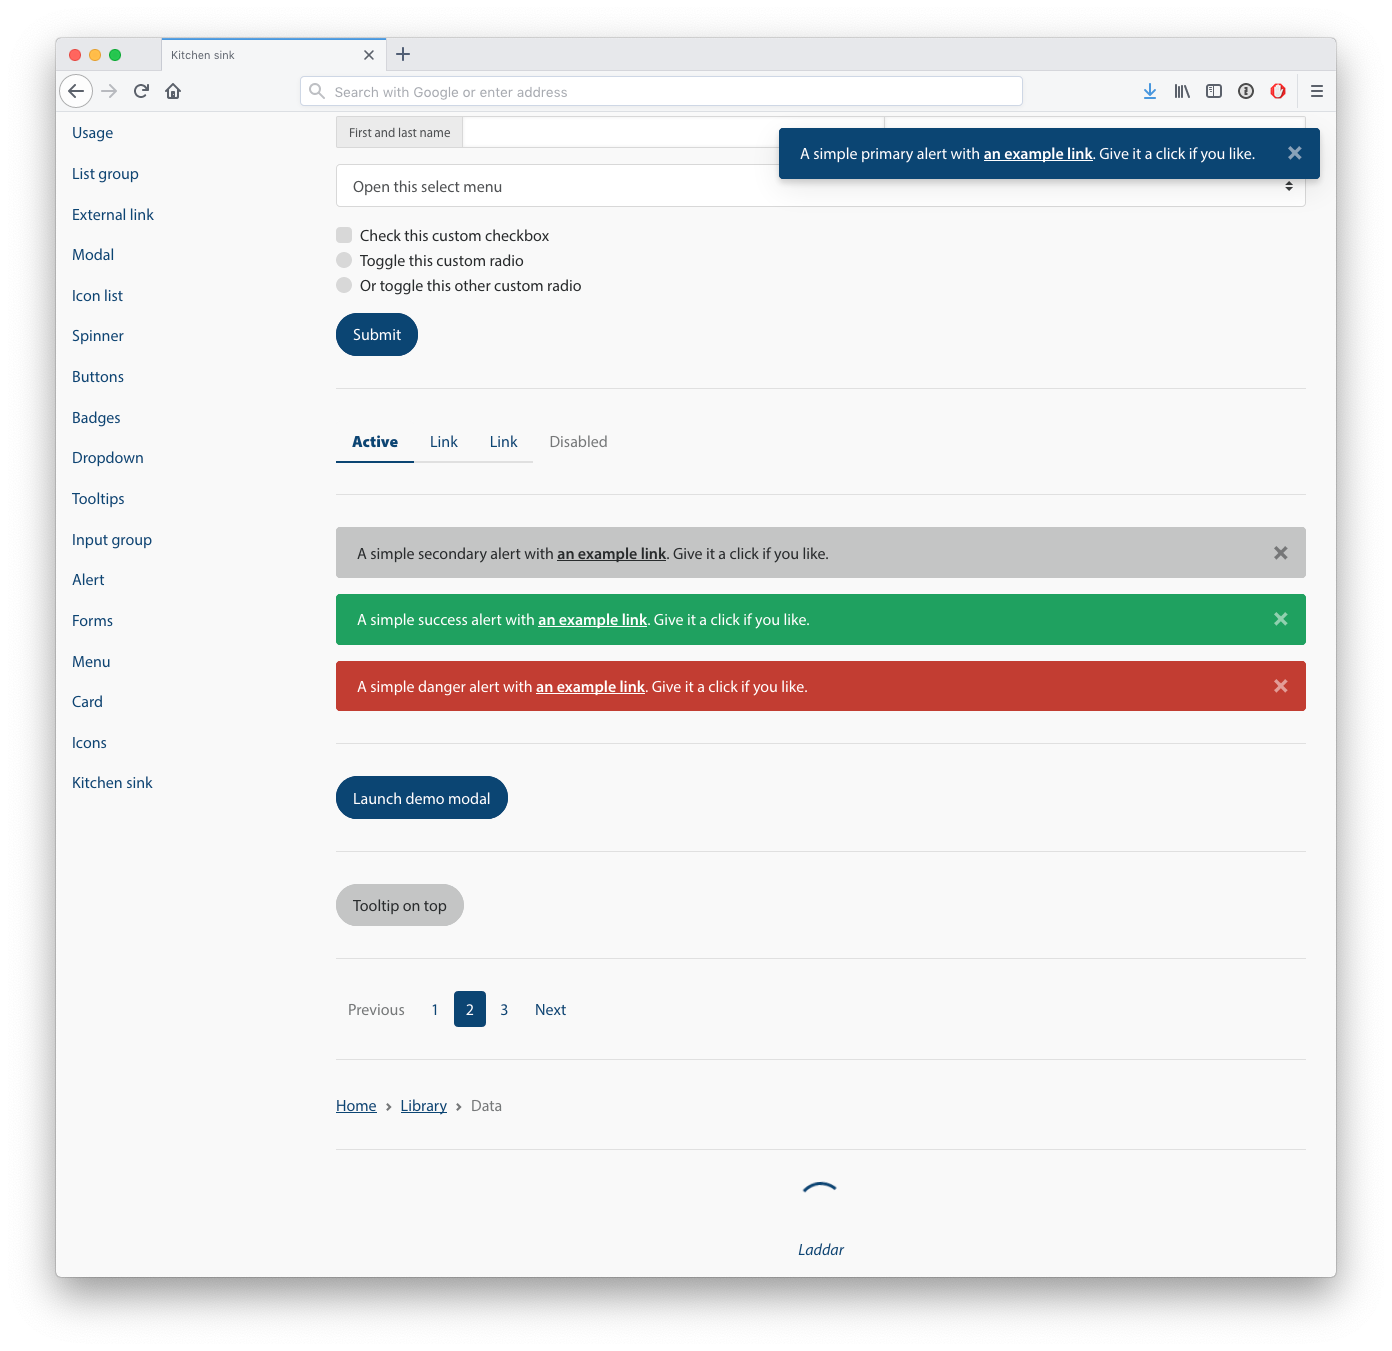 Kitchen sink
Search with Google or enter address
Usage
List group
External link
Modal
Icon list
Spinner
Buttons
Badges
Dropdown
Tooltips
Input group
Alert
Forms
Menu
Card
Icons
Kitchen sink
First and last name
A simple primary alert with an example link. Give it a click if you like.
Open this select menu
Check this custom checkbox
Toggle this custom radio
Or toggle this other custom radio
Submit
Active Link Link Disabled
A simple secondary alert with an example link. Give it a click if you like.
A simple success alert with an example link. Give it a click if you like.
A simple danger alert with an example link. Give it a click if you like.
Launch demo modal
Tooltip on top
Previous 1 2 3 Next
Home › Library › Data
Laddar